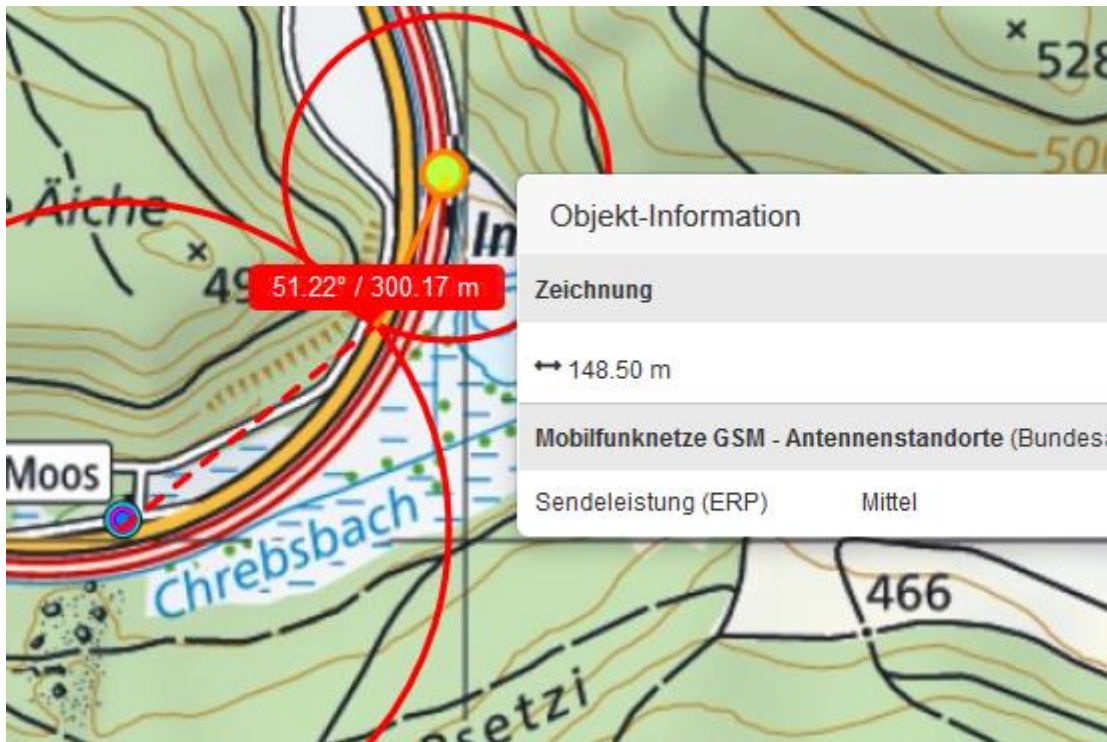 528
500
Äiche
In
49
51.22° / 300.17 m
Objekt-Information
Zeichnung
↔ 148.50 m
Mobilfunknetze GSM - Antennenstandorte (Bundesa
Moos
Sendeleistung (ERP) Mittel
Chrebsbach
466
setzi